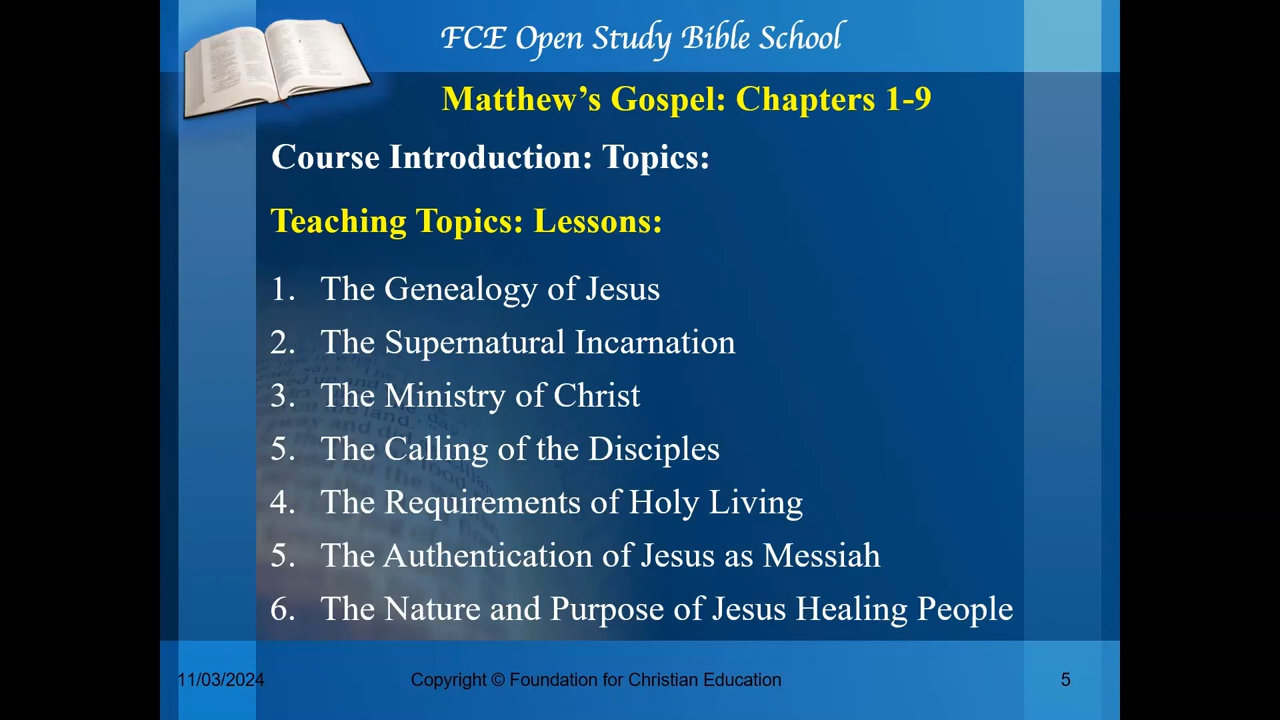 FCE Open Study Bible School
Matthew’s Gospel: Chapters 1-9
Course Introduction: Topics:
Teaching Topics: Lessons:
1. The Genealogy of Jesus
2. The Supernatural Incarnation
3. The Ministry of Christ
5. The Calling of the Disciples
4. The Requirements of Holy Living
5. The Authentication of Jesus as Messiah
6. The Nature and Purpose of Jesus Healing People
11/03/2024 Copyright © Foundation for Christian Education 5